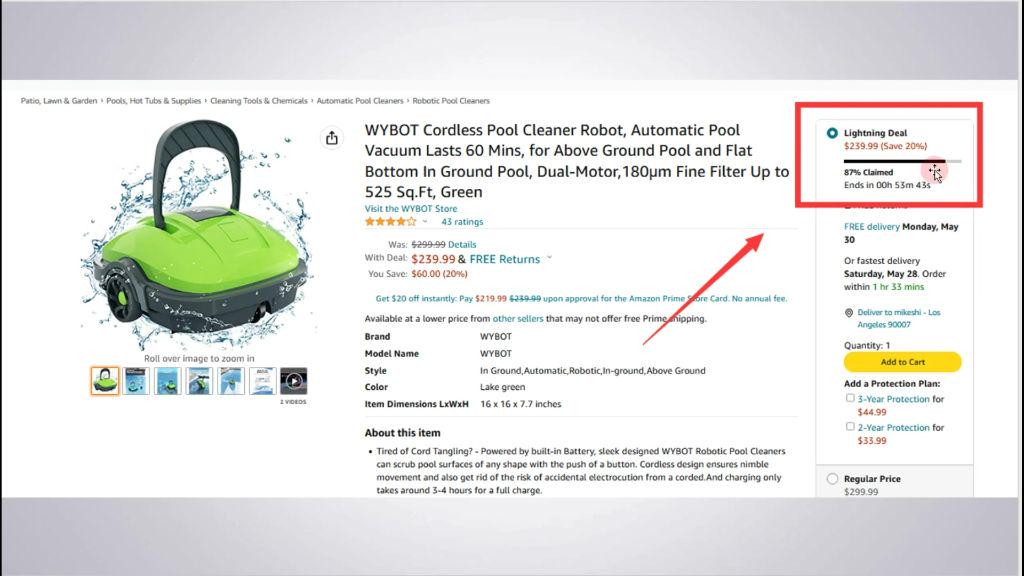 Patio, Lawn & Garden › Pools, Hot Tubs & Supplies › Cleaning Tools & Chemicals › Automatic Pool Cleaners › Robotic Pool Cleaners
WYBOT Cordless Pool Cleaner Robot, Automatic Pool
Vacuum Lasts 60 Mins, for Above Ground Pool and Flat
Bottom In Ground Pool, Dual-Motor,180μm Fine Filter Up to
525 Sq.Ft, Green
Visit the WYBOT Store
43 ratings
Was: $299.99 Details
With Deal: $239.99 & FREE Returns
You Save: $60.00 (20%)
Get $20 off instantly: Pay $219.99 $239.99 upon approval for the Amazon Prime Store Card. No annual fee.
Available at a lower price from other sellers that may not offer free Prime shipping.
Brand WYBOT
Model Name WYBOT
Style In Ground,Automatic,Robotic,In-ground,Above Ground
Color Lake green
Item Dimensions LxWxH 16 x 16 x 7.7 inches
About this item
• Tired of Cord Tangling? - Powered by built-in Battery, sleek designed WYBOT Robotic Pool Cleaners
can scrub pool surfaces of any shape with the push of a button. Cordless design ensures nimble
movement and also get rid of the risk of accidental electrocution from a corded.And charging only
takes around 3-4 hours for a full charge.
Roll over image to zoom in
2 VIDEOS
Lightning Deal
$239.99 (Save 20%)
87% Claimed
Ends in 00h 53m 43s
FREE delivery Monday, May
30
Or fastest delivery
Saturday, May 28. Order
within 1 hr 33 mins
Deliver to mikeshi - Los
Angeles 90007
Quantity: 1
Add to Cart
Add a Protection Plan:
3-Year Protection for
$44.99
2-Year Protection for
$33.99
Regular Price
$299.99